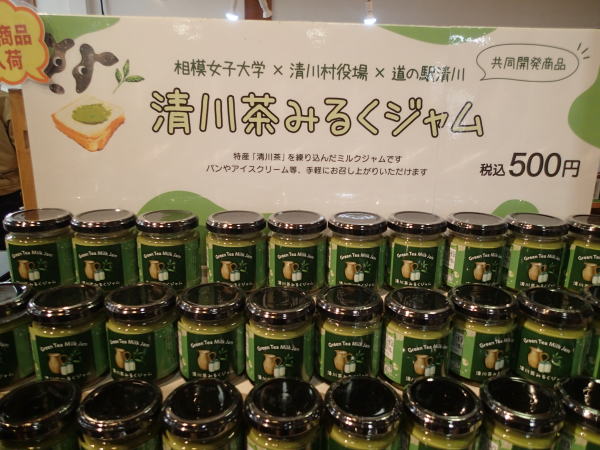 商品
入荷
相模女子大学 × 清川村役場 × 道の駅清川
共同開発商品
清川茶みるくジャム
特産「清川茶」を練り込んだミルクジャムです
パンやアイスクリーム等、手軽にお召し上がりいただけます
税込500円
Green Tea Milk Jam
清川茶みるくジャム